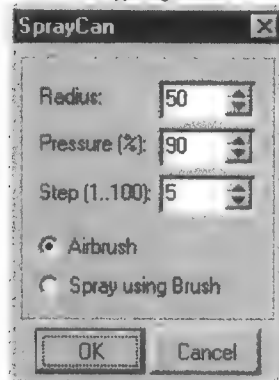 SprayCan
Radius: 50
Pressure (%): 90
Step (1..100): 5
Airbrush
Spray using Brush
OK Cancel